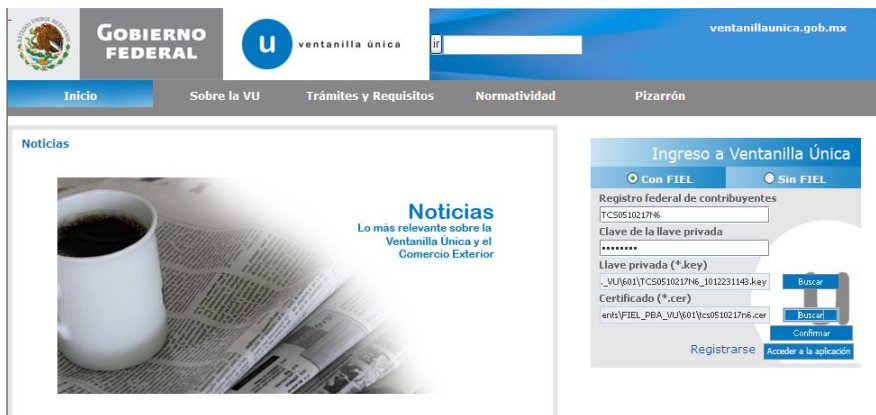 GOBIERNO
FEDERAL
u
ventanilla única
ir
ventanillaunica.gob.mx
Inicio
Sobre la VU
Trámites y Requisitos
Normatividad
Pizarrón
Noticias
Noticias
Lo más relevante sobre la
Ventanilla Única y el
Comercio Exterior
Ingreso a Ventanilla Única
Con FIEL
Sin FIEL
Registro federal de contribuyentes
TCS0510217N6
Clave de la llave privada
••••••••
Llave privada (*.key)
._VU\601\TCS0510217N6_1012231143.key
Buscar
Certificado (*.cer)
ents\FIEL_PBA_VU\601\tcs0510217n6.cer
Buscar
Confirmar
Registrarse
Acceder a la aplicación